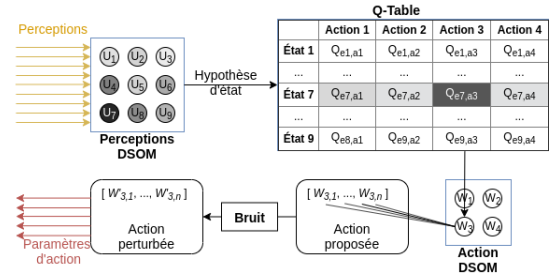 Perceptions
U1 U2 U3
U4 U5 U6
U7 U8 U9
Perceptions
DSOM
Hypothèse
d'état
Q-Table
Action 1 Action 2 Action 3 Action 4
État 1 Qe1,a1 Qe1,a2 Qe1,a3 Qe1,a4
... ... ... ... ...
État 7 Qe7,a1 Qe7,a2 Qe7,a3 Qe7,a4
... ... ... ... ...
État 9 Qe8,a1 Qe9,a2 Qe9,a3 Qe9,a4
W1 W2
W3 W4
Action
DSOM
[ W3,1, ..., W3,n ]
Action
proposée
Bruit
[ W'3,1, ..., W'3,n ]
Action
perturbée
Paramètres
d'action